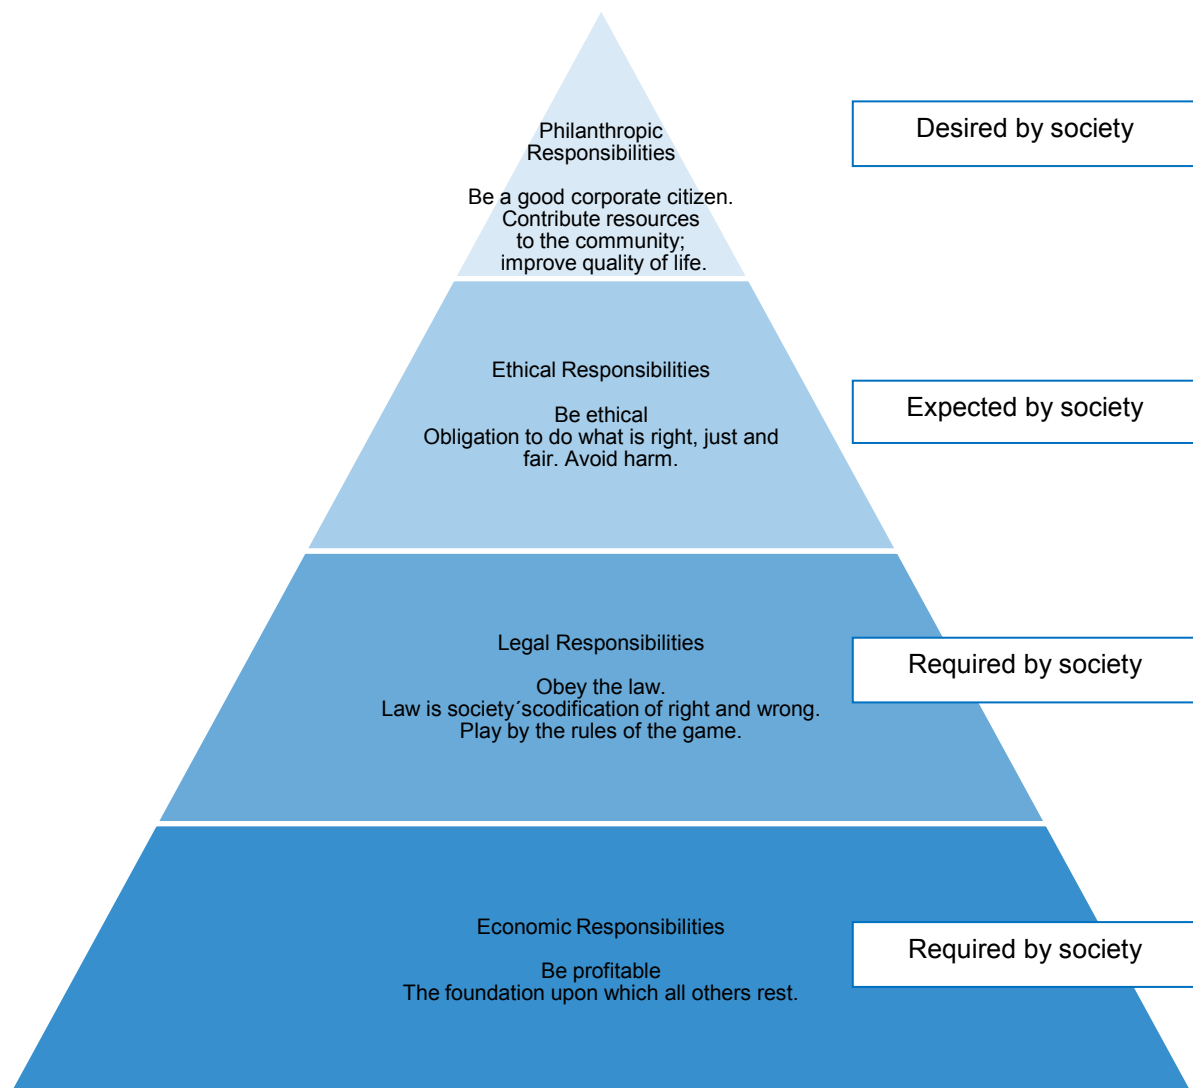 Philanthropic
Responsibilities
Be a good corporate citizen.
Contribute resources
to the community;
improve quality of life.
Desired by society
Ethical Responsibilities
Be ethical
Obligation to do what is right, just and
fair. Avoid harm.
Expected by society
Legal Responsibilities
Obey the law.
Law is society´scodification of right and wrong.
Play by the rules of the game.
Required by society
Economic Responsibilities
Be profitable
The foundation upon which all others rest.
Required by society